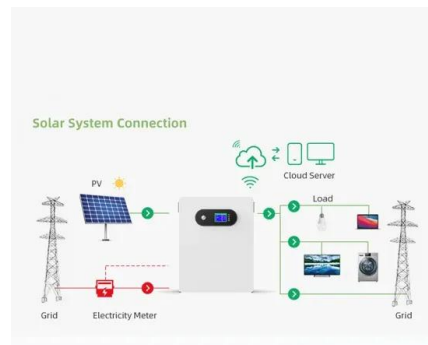 Solar System Connection
Cloud Server
PV
Load
Grid
Electricity Meter
Grid